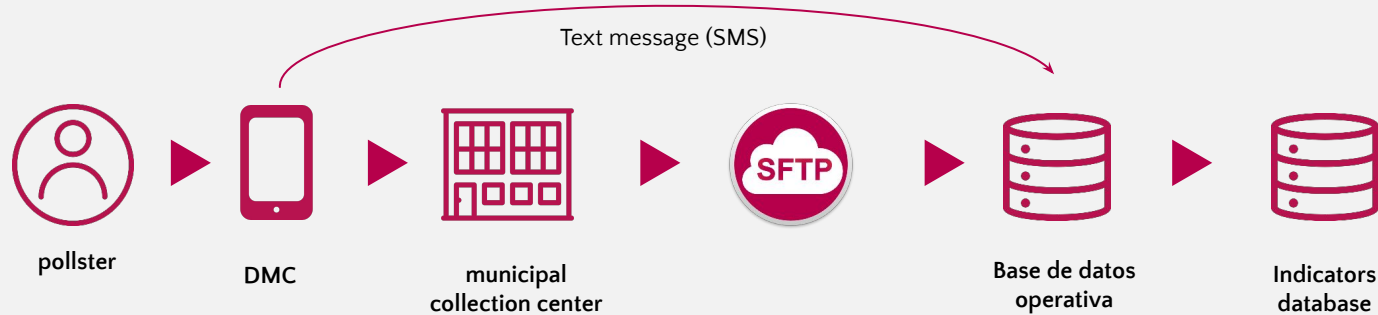 Text message (SMS)
SFTP
pollster
DMC
municipal
collection center
Base de datos
operativa
Indicators
database